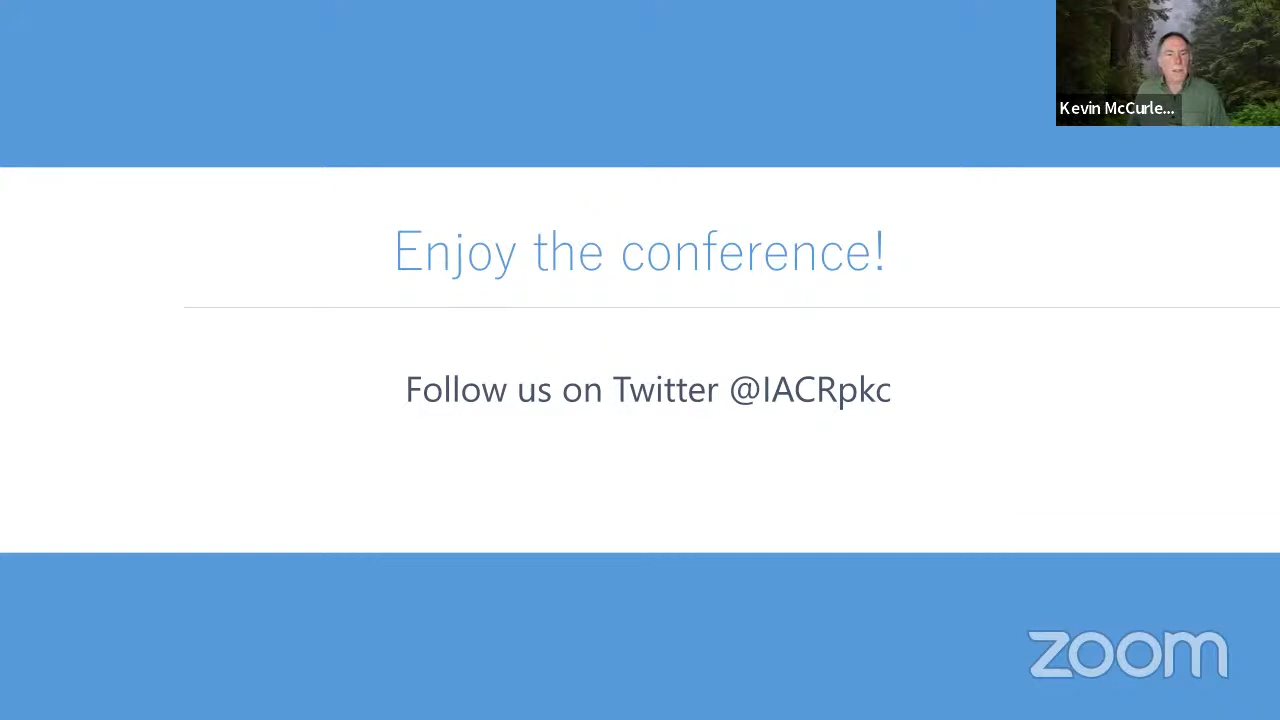 Kevin McCurle...
Enjoy the conference!
Follow us on Twitter @IACRpkc
zoom